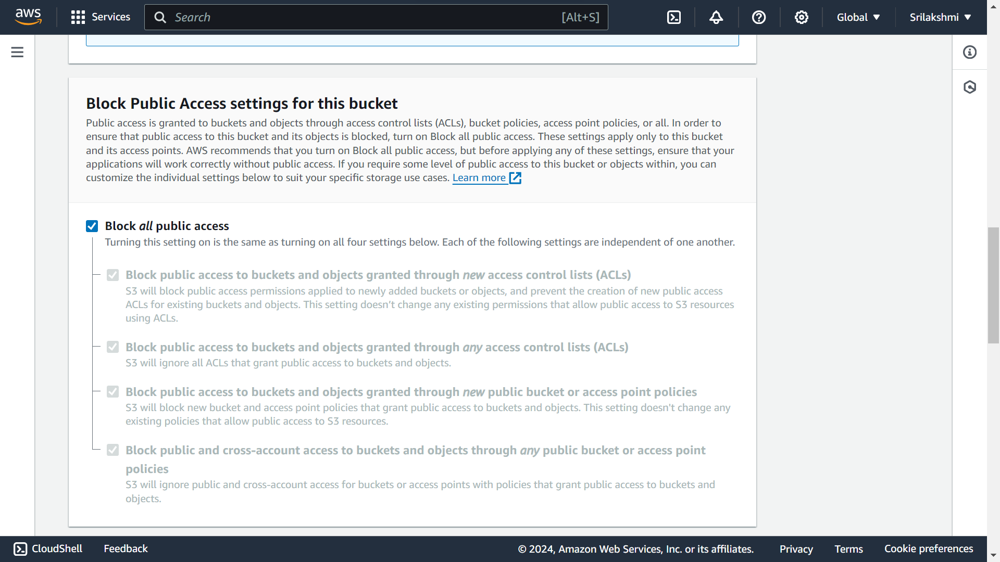 aws
Services
Search
[Alt+S]
Global
Srilakshmi
Block Public Access settings for this bucket
Public access is granted to buckets and objects through access control lists (ACLs), bucket policies, access point policies, or all. In order to
ensure that public access to this bucket and its objects is blocked, turn on Block all public access. These settings apply only to this bucket
and its access points. AWS recommends that you turn on Block all public access, but before applying any of these settings, ensure that your
applications will work correctly without public access. If you require some level of public access to this bucket or objects within, you can
customize the individual settings below to suit your specific storage use cases. Learn more
Block all public access
Turning this setting on is the same as turning on all four settings below. Each of the following settings are independent of one another.
Block public access to buckets and objects granted through new access control lists (ACLs)
S3 will block public access permissions applied to newly added buckets or objects, and prevent the creation of new public access
ACLs for existing buckets and objects. This setting doesn’t change any existing permissions that allow public access to S3 resources
using ACLs.
Block public access to buckets and objects granted through any access control lists (ACLs)
S3 will ignore all ACLs that grant public access to buckets and objects.
Block public access to buckets and objects granted through new public bucket or access point policies
S3 will block new bucket and access point policies that grant public access to buckets and objects. This setting doesn't change any
existing policies that allow public access to S3 resources.
Block public and cross-account access to buckets and objects through any public bucket or access point
policies
S3 will ignore public and cross-account access for buckets or access points with policies that grant public access to buckets and
objects.
CloudShell
Feedback
© 2024, Amazon Web Services, Inc. or its affiliates.
Privacy
Terms
Cookie preferences